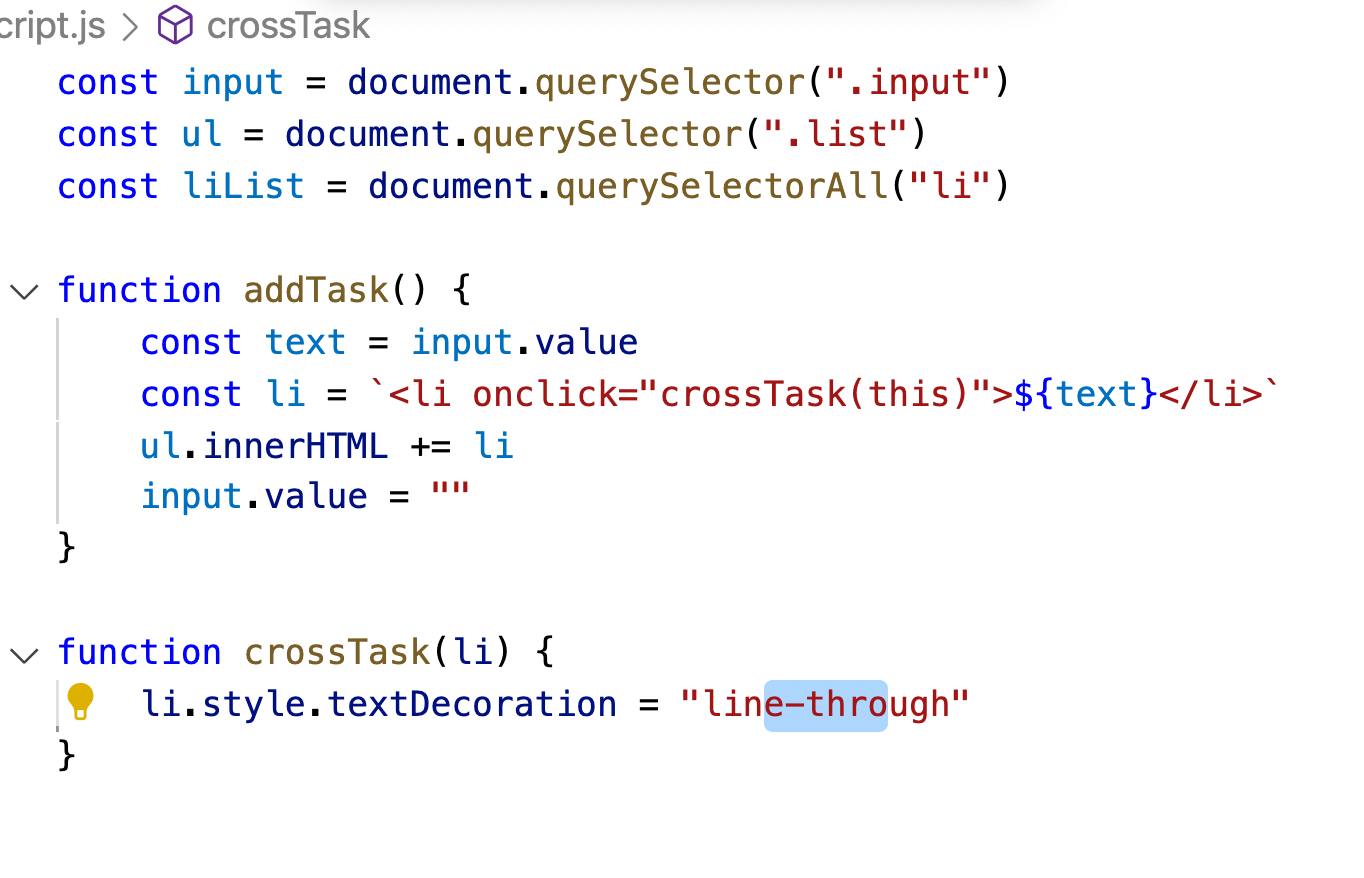 cript.js > crossTask
const input = document.querySelector(".input")
const ul = document.querySelector(".list")
const liList = document.querySelectorAll("li")
function addTask() {
    const text = input.value
    const li = `<li onclick="crossTask(this)">${text}</li>`
    ul.innerHTML += li
    input.value = ""
}
function crossTask(li) {
    li.style.textDecoration = "line-through"
}